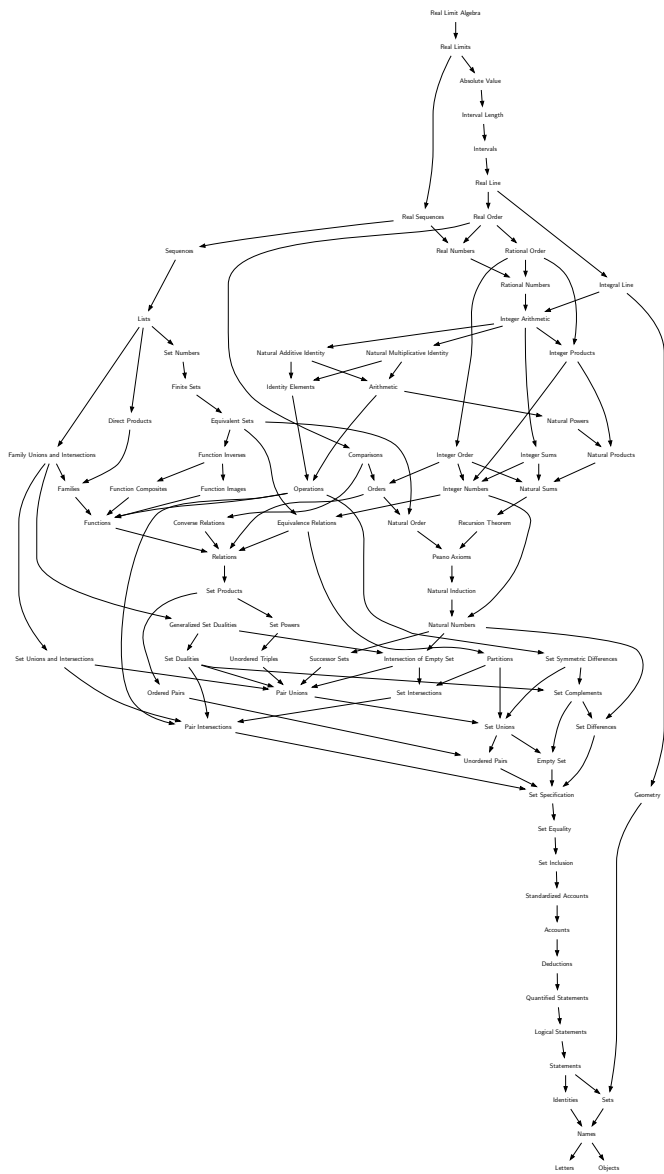 Real Limit Algebra
Real Limits
Absolute Value
Interval Length
Intervals
Real Line
Real Sequences
Real Order
Sequences
Real Numbers
Rational Order
Rational Numbers
Integral Line
Lists
Integer Arithmetic
Set Numbers
Natural Additive Identity
Natural Multiplicative Identity
Integer Products
Finite Sets
Identity Elements
Arithmetic
Direct Products
Equivalent Sets
Natural Powers
Family Unions and Intersections
Function Inverses
Comparisons
Integer Order
Integer Sums
Natural Products
Families
Function Composites
Function Images
Operations
Orders
Integer Numbers
Natural Sums
Functions
Converse Relations
Equivalence Relations
Natural Order
Recursion Theorem
Relations
Peano Axioms
Set Products
Natural Induction
Generalized Set Dualities
Set Powers
Natural Numbers
Set Unions and Intersections
Set Dualities
Unordered Triples
Successor Sets
Intersection of Empty Set
Partitions
Set Symmetric Differences
Ordered Pairs
Pair Unions
Set Intersections
Set Complements
Pair Intersections
Set Unions
Set Differences
Unordered Pairs
Empty Set
Set Specification
Geometry
Set Equality
Set Inclusion
Standardized Accounts
Accounts
Deductions
Quantified Statements
Logical Statements
Statements
Identities
Sets
Names
Letters
Objects